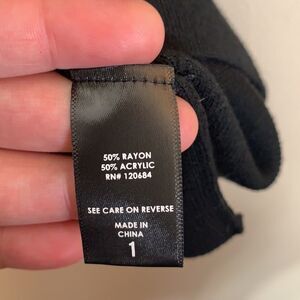 50% RAYON
50% ACRYLIC
RN# 120684
SEE CARE ON REVERSE
MADE IN
CHINA
1